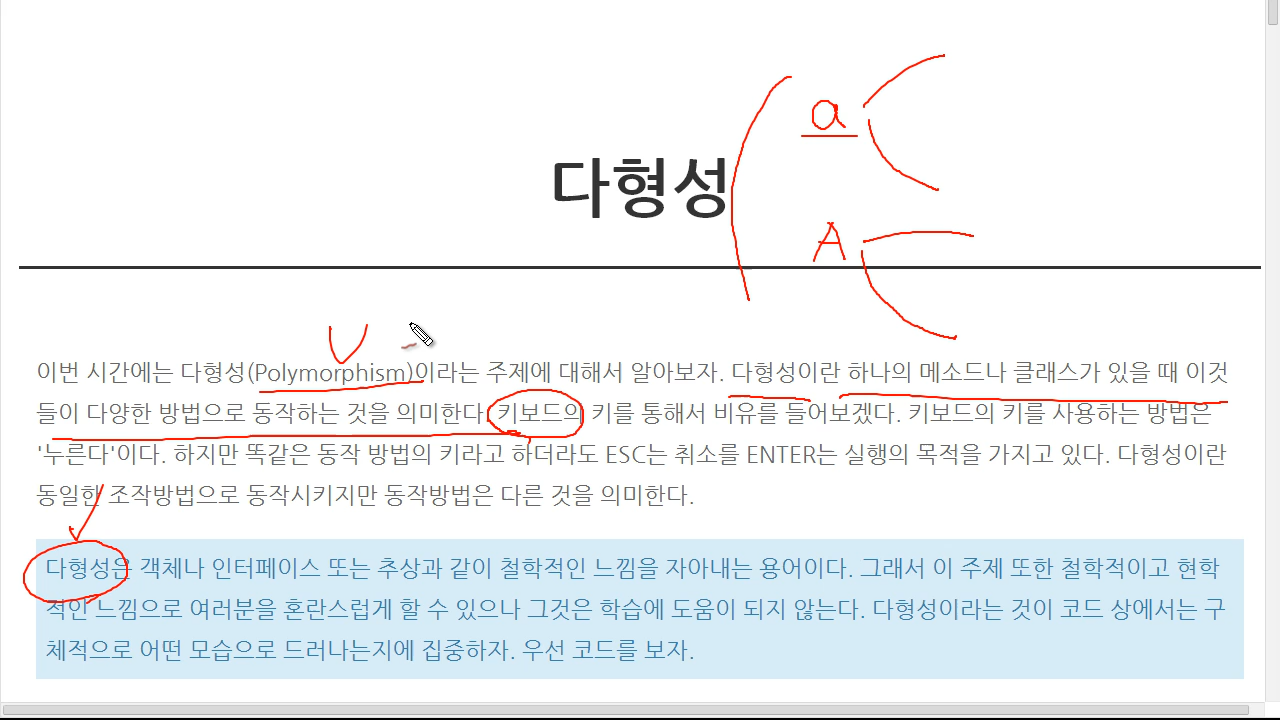 a
다형성
A
이번 시간에는 다형성(Polymorphism)이라는 주제에 대해서 알아보자. 다형성이란 하나의 메소드나 클래스가 있을 때 이것
들이 다양한 방법으로 동작하는 것을 의미한다. 키보드의 키를 통해서 비유를 들어보겠다. 키보드의 키를 사용하는 방법은
'누른다'이다. 하지만 똑같은 동작 방법의 키라고 하더라도 ESC는 취소를 ENTER는 실행의 목적을 가지고 있다. 다형성이란
동일한 조작방법으로 동작시키지만 동작방법은 다른 것을 의미한다.
다형성은 객체나 인터페이스 또는 추상과 같이 철학적인 느낌을 자아내는 용어이다. 그래서 이 주제 또한 철학적이고 현학
적인 느낌으로 여러분을 혼란스럽게 할 수 있으나 그것은 학습에 도움이 되지 않는다. 다형성이라는 것이 코드 상에서는 구
체적으로 어떤 모습으로 드러나는지에 집중하자. 우선 코드를 보자.